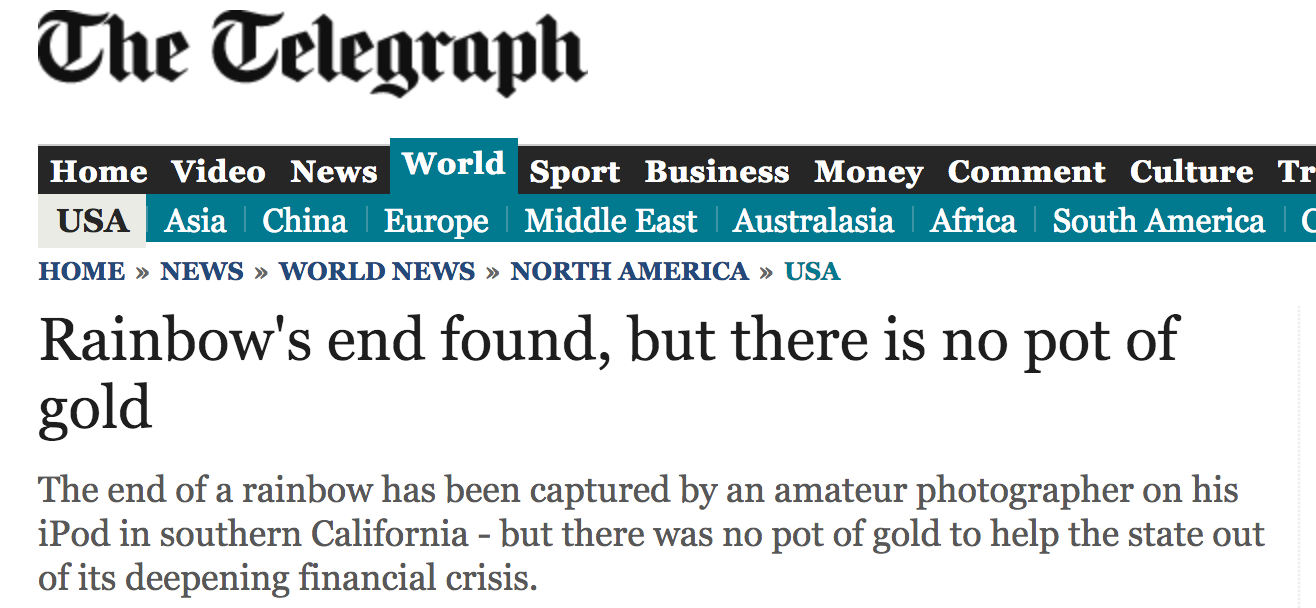 The Telegraph
Home Video News World Sport Business Money Comment Culture
USA Asia China Europe Middle East Australasia Africa South America
HOME » NEWS » WORLD NEWS » NORTH AMERICA » USA
Rainbow's end found, but there is no pot of
gold
The end of a rainbow has been captured by an amateur photographer on his
iPod in southern California - but there was no pot of gold to help the state out
of its deepening financial crisis.